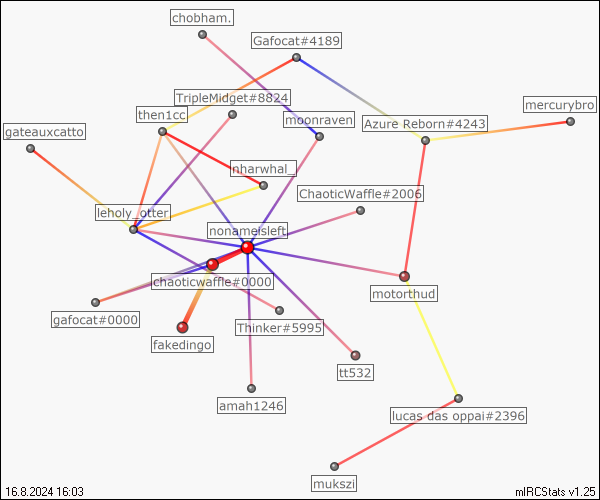 chobham.
Gafocat#4189
TripleMidget#8824
mercurybro
then1cc
moonraven
Azure Reborn#4243
gateauxcatto
nharwhal_
ChaoticWaffle#2006
leholy_otter
nonameisleft
chaoticwaffle#0000
motorthud
gafocat#0000
Thinker#5995
fakedingo
tt532
amah1246
lucas das oppai#2396
mukszi
16.8.2024 16:03
mIRCStats v1.25